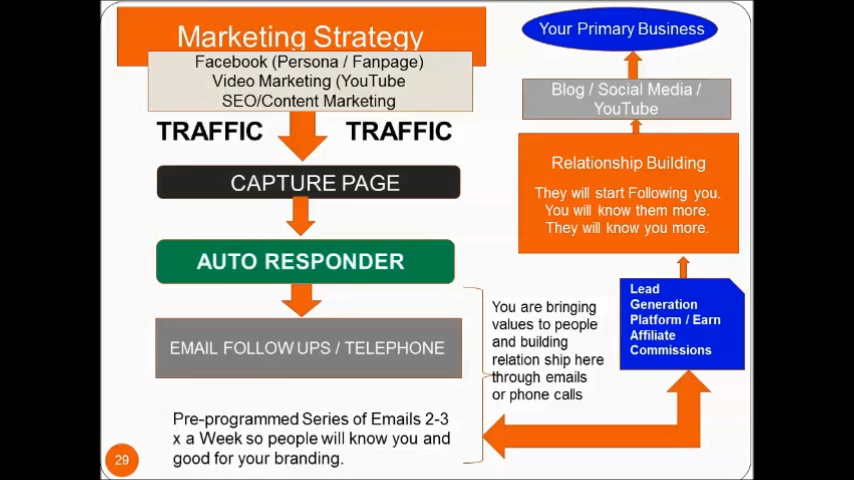 Marketing Strategy
Facebook (Persona / Fanpage)
Video Marketing (YouTube
SEO/Content Marketing
TRAFFIC TRAFFIC
CAPTURE PAGE
AUTO RESPONDER
EMAIL FOLLOW UPS / TELEPHONE
Pre-programmed Series of Emails 2-3
x a Week so people will know you and
good for your branding.
29
You are bringing
values to people
and building
relation ship here
through emails
or phone calls
Your Primary Business
Blog / Social Media /
YouTube
Relationship Building
They will start Following you.
You will know them more.
They will know you more.
Lead
Generation
Platform / Earn
Affiliate
Commissions